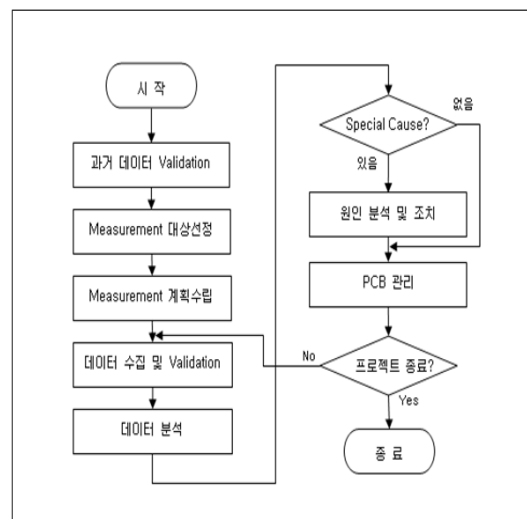 시 작
과거 데이터 Validation
Measurement 대상선정
Measurement 계획수립
데이터 수집 및 Validation
데이터 분석
Special Cause?
없음
있음
원인 분석 및 조치
PCB 관리
프로젝트 종료?
No
Yes
종 료